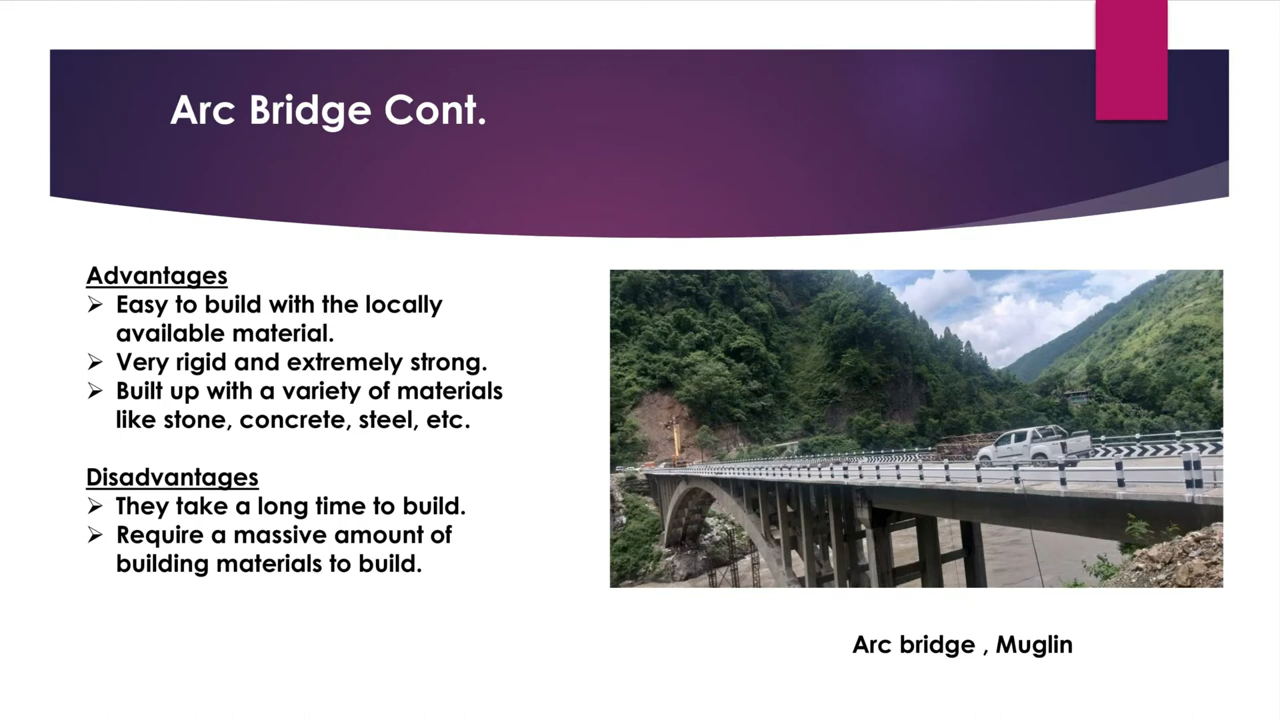 Arc Bridge Cont.
Advantages
➢ Easy to build with the locally
available material.
➢ Very rigid and extremely strong.
➢ Built up with a variety of materials
like stone, concrete, steel, etc.
Disadvantages
➢ They take a long time to build.
➢ Require a massive amount of
building materials to build.
Arc bridge , Muglin